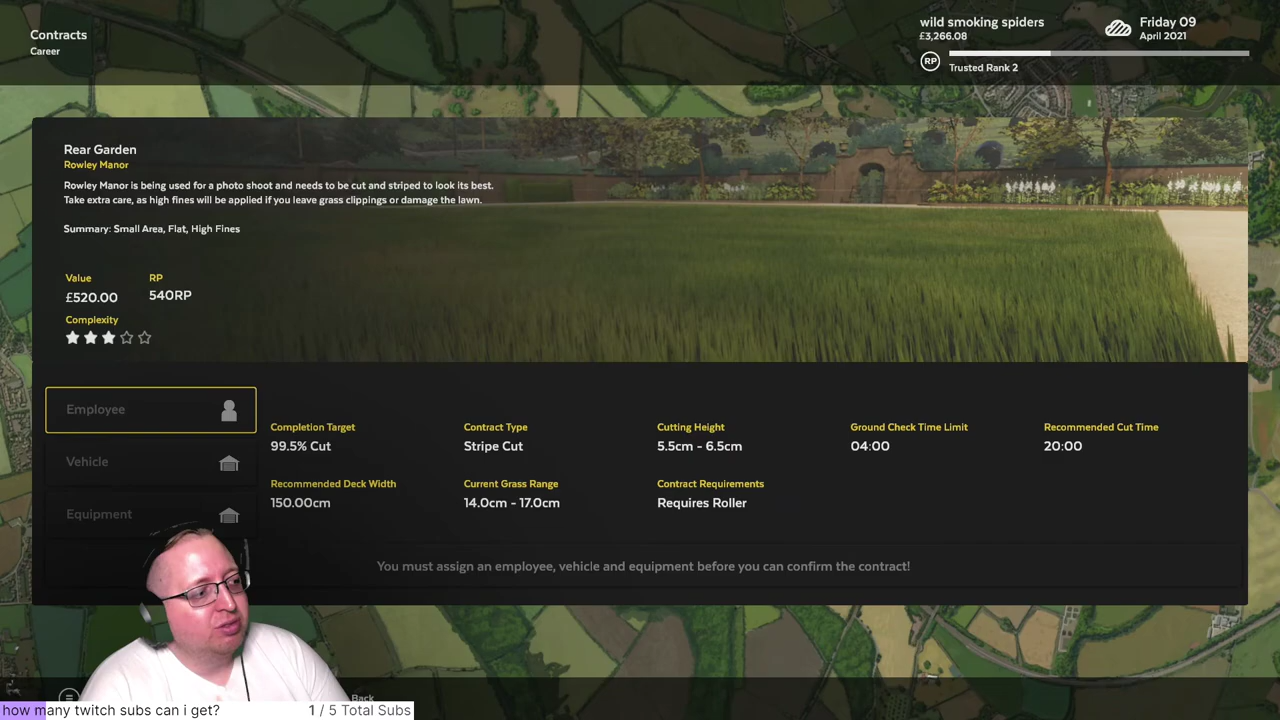 Contracts
Career
wild smoking spiders
£3,266.08
Friday 09
April 2021
RP
Trusted Rank 2
Rear Garden
Rowley Manor
Rowley Manor is being used for a photo shoot and needs to be cut and striped to look its best.
Take extra care, as high fines will be applied if you leave grass clippings or damage the lawn.
Summary: Small Area, Flat, High Fines
Value
£520.00
RP
540RP
Complexity
Employee
Vehicle
Equipment
Completion Target
99.5% Cut
Contract Type
Stripe Cut
Cutting Height
5.5cm - 6.5cm
Ground Check Time Limit
04:00
Recommended Cut Time
20:00
Recommended Deck Width
150.00cm
Current Grass Range
14.0cm - 17.0cm
Contract Requirements
Requires Roller
You must assign an employee, vehicle and equipment before you can confirm the contract!
Back
how many twitch subs can i get?
1 / 5 Total Subs